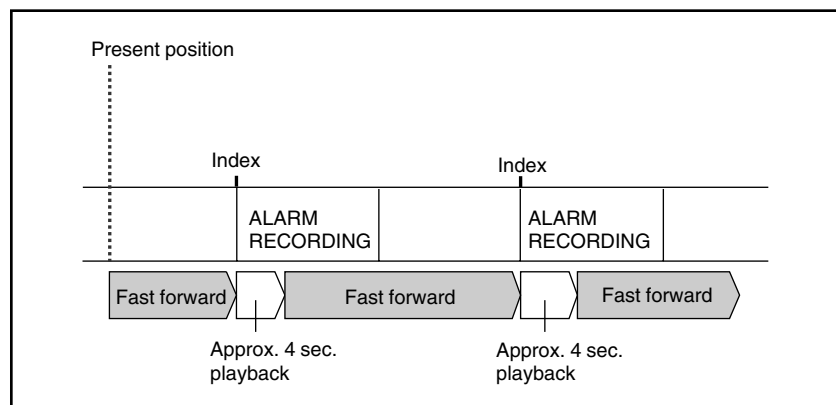 Present position
Index
Index
ALARM
RECORDING
ALARM
RECORDING
Fast forward
Fast forward
Fast forward
Approx. 4 sec.
playback
Approx. 4 sec.
playback